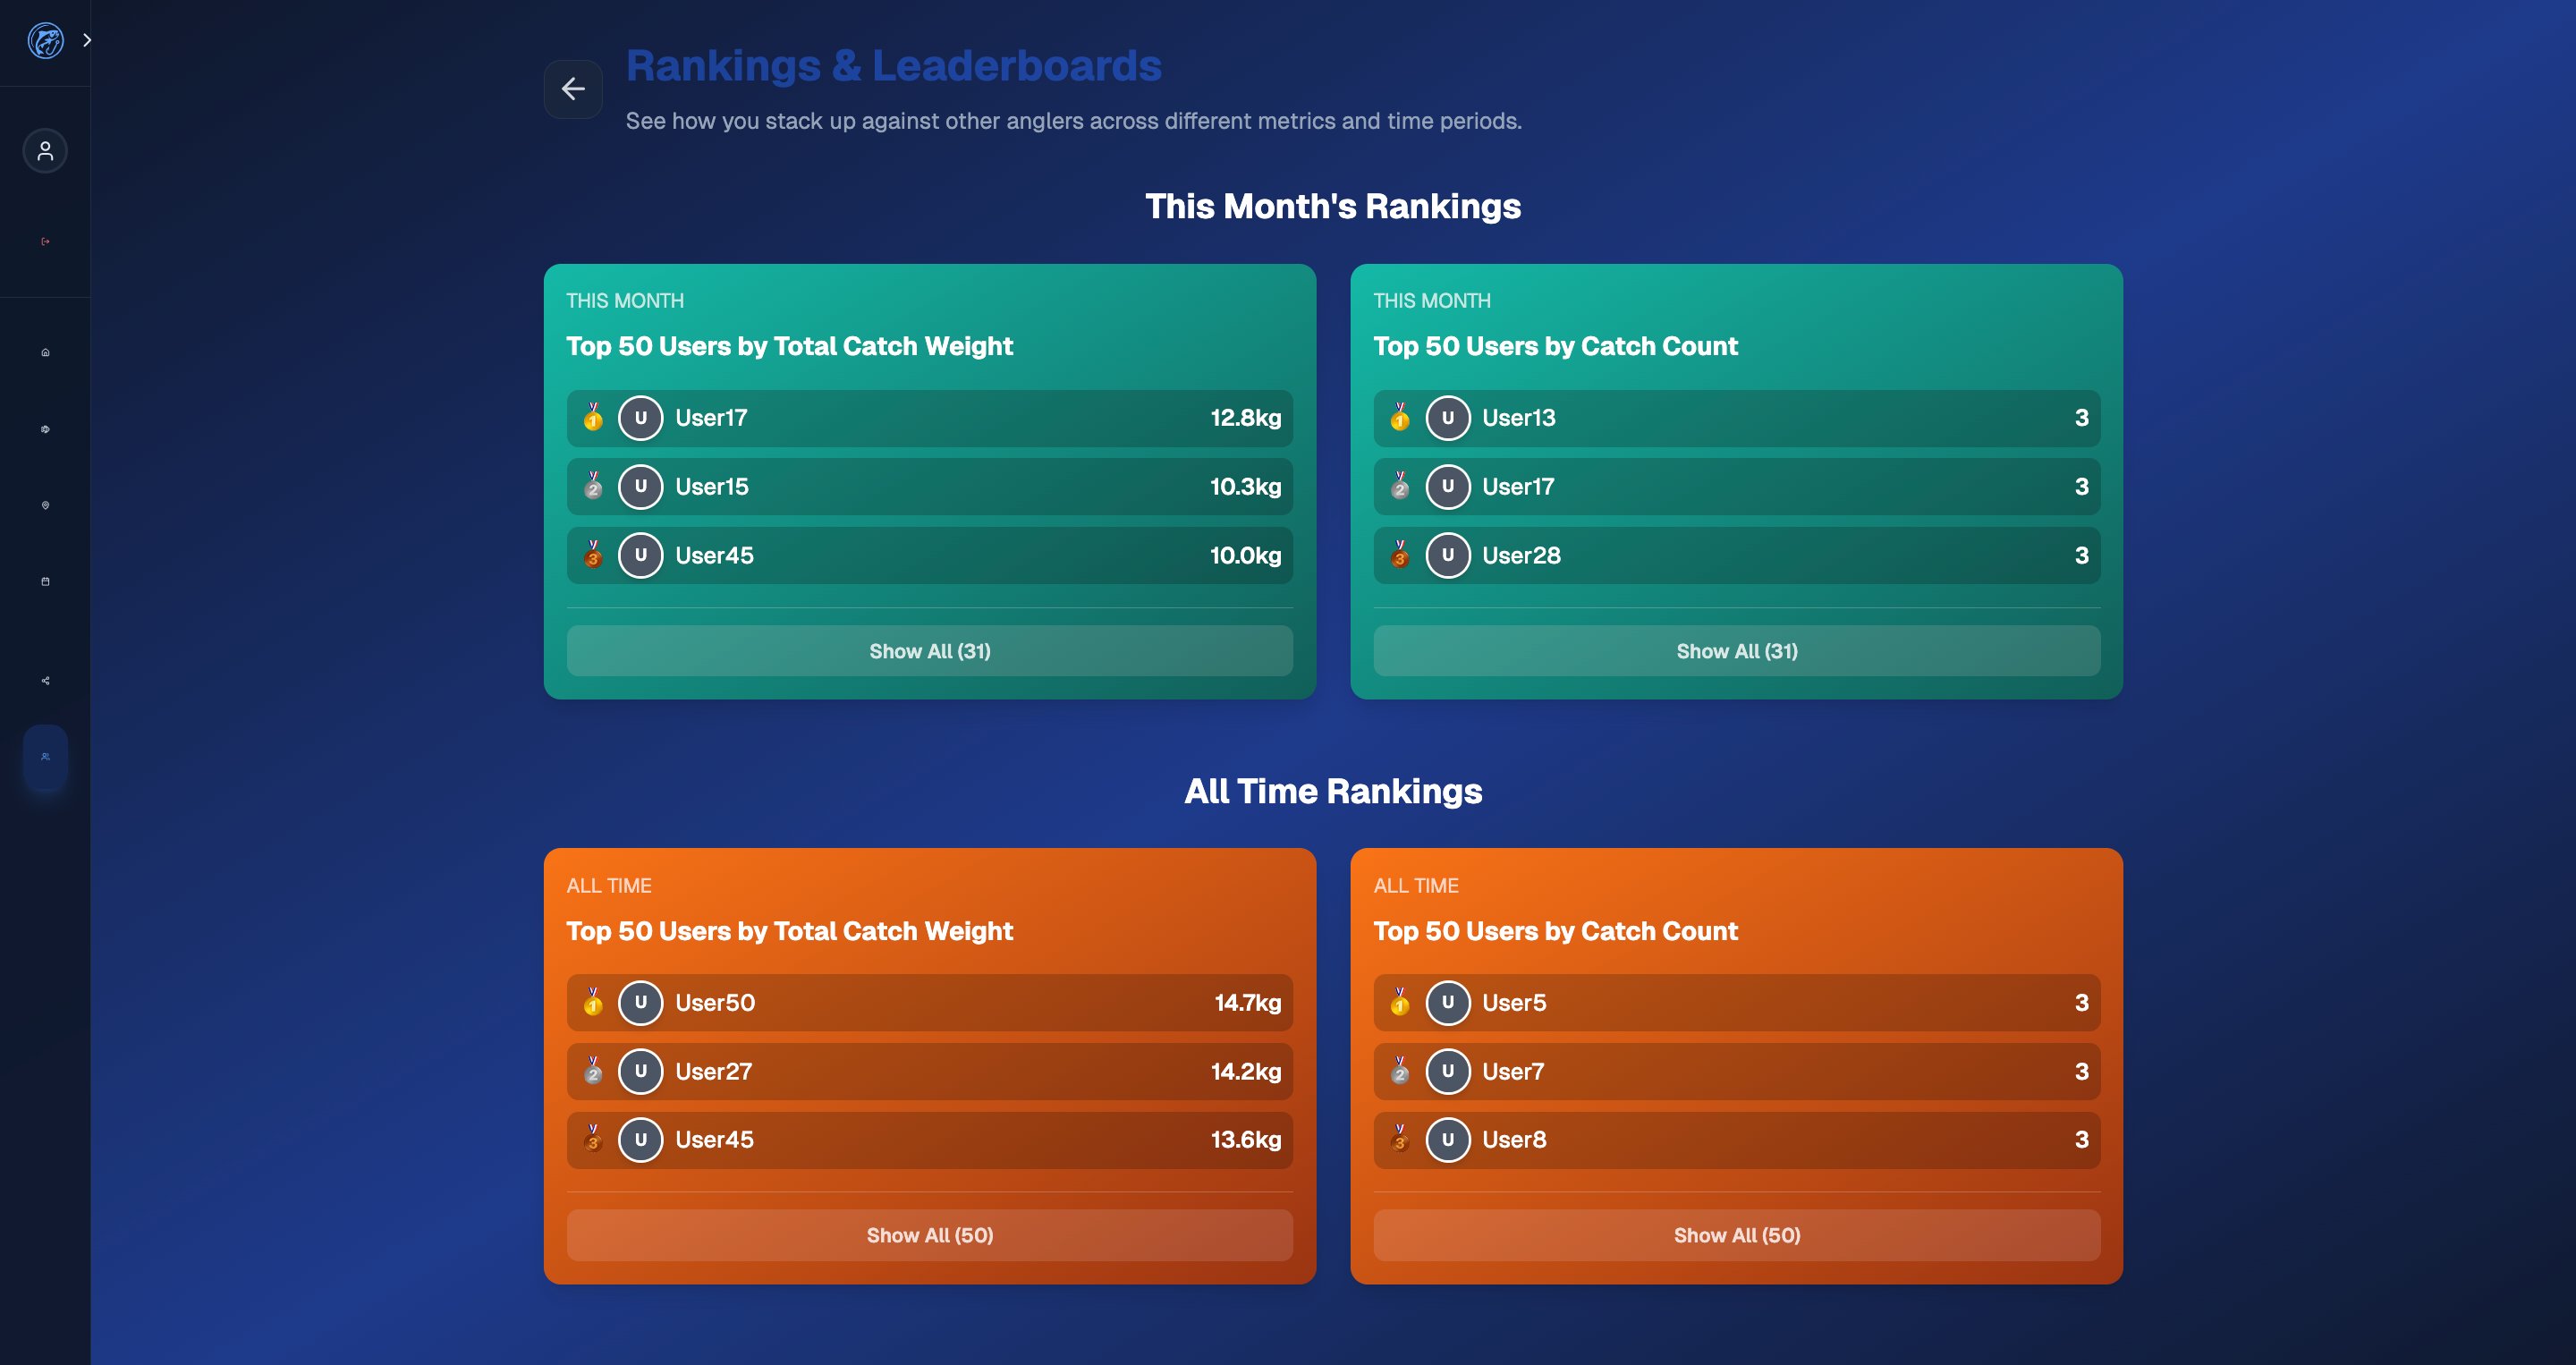 Rankings & Leaderboards
See how you stack up against other anglers across different metrics and time periods.
This Month's Rankings
THIS MONTH
Top 50 Users by Total Catch Weight
1 U User17 12.8kg
2 U User15 10.3kg
3 U User45 10.0kg
Show All (31)
THIS MONTH
Top 50 Users by Catch Count
1 U User13 3
2 U User17 3
3 U User28 3
Show All (31)
All Time Rankings
ALL TIME
Top 50 Users by Total Catch Weight
1 U User50 14.7kg
2 U User27 14.2kg
3 U User45 13.6kg
Show All (50)
ALL TIME
Top 50 Users by Catch Count
1 U User5 3
2 U User7 3
3 U User8 3
Show All (50)